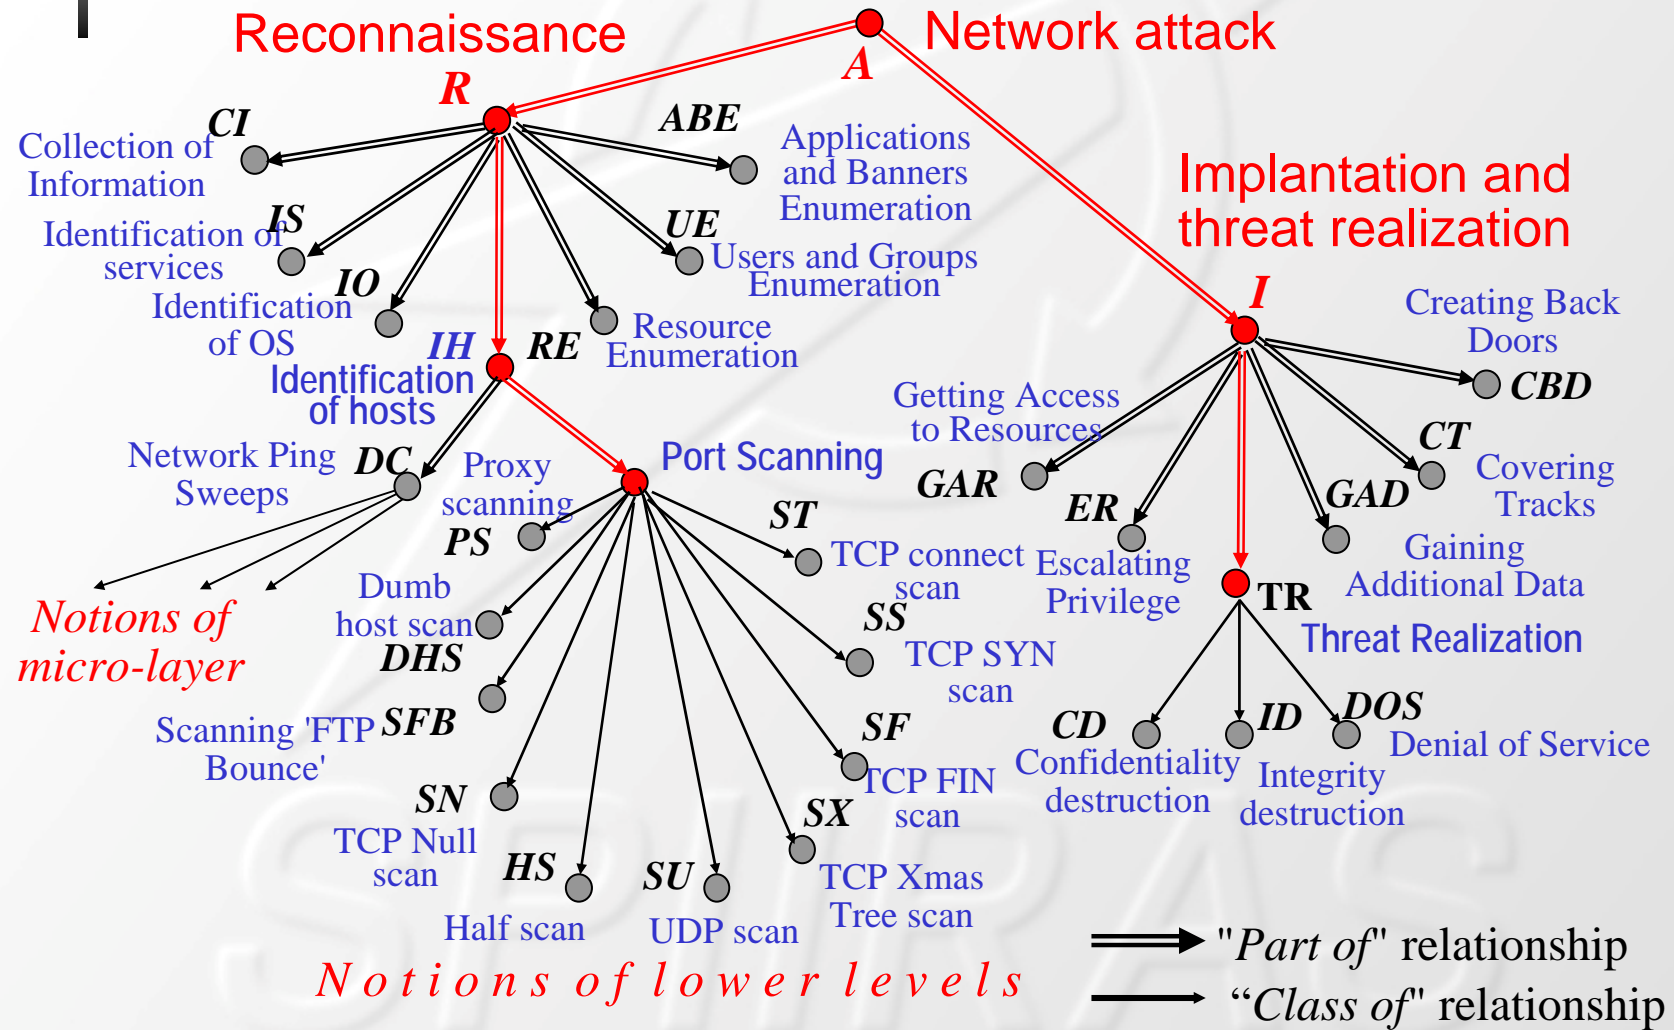 Reconnaissance
Network attack
A
R
CI
Collection of
Information
ABE
Applications
and Banners
Enumeration
Implantation and
threat realization
IS
Identification of
services
UE
Users and Groups
Enumeration
IO
Identification
of OS
I
Creating Back
Doors
CBD
IH
Identification
of hosts
RE
Resource
Enumeration
Getting Access
to Resources
GAR
CT
Covering
Tracks
Network Ping
Sweeps
DC
Proxy
scanning
PS
Port Scanning
ST
TCP connect
scan
ER
Escalating
Privilege
GAD
Gaining
Additional Data
Notions of
micro-layer
Dumb
host scan
DHS
SS
TCP SYN
scan
TR
Threat Realization
Scanning 'FTP
Bounce'
SFB
SF
TCP FIN
scan
CD
Confidentiality
destruction
ID
Integrity
destruction
DOS
Denial of Service
SN
TCP Null
scan
HS
Half scan
SU
UDP scan
SX
TCP Xmas
Tree scan
Notions of lower levels
"Part of" relationship
“Class of" relationship
SPIIRAS